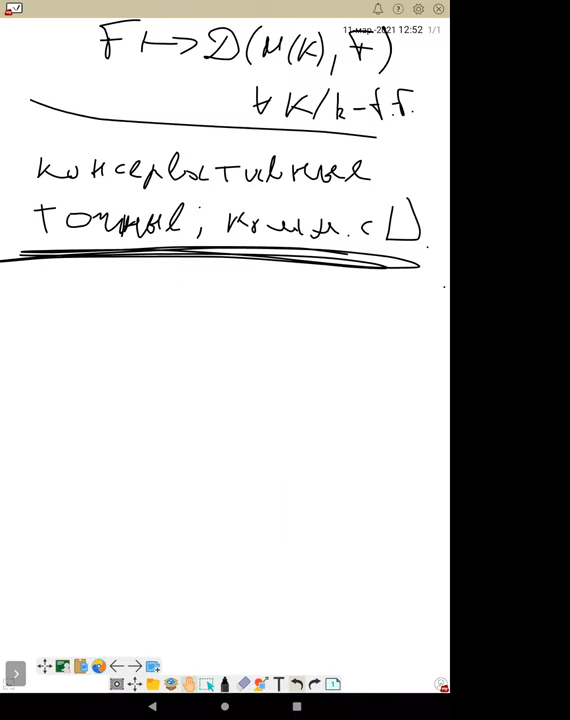 11-мар.-2021 12:52 1/1
F ↦ D(M(K), F)
∀ K/k - f.г.
консервативные
точные; комм. с ∐.